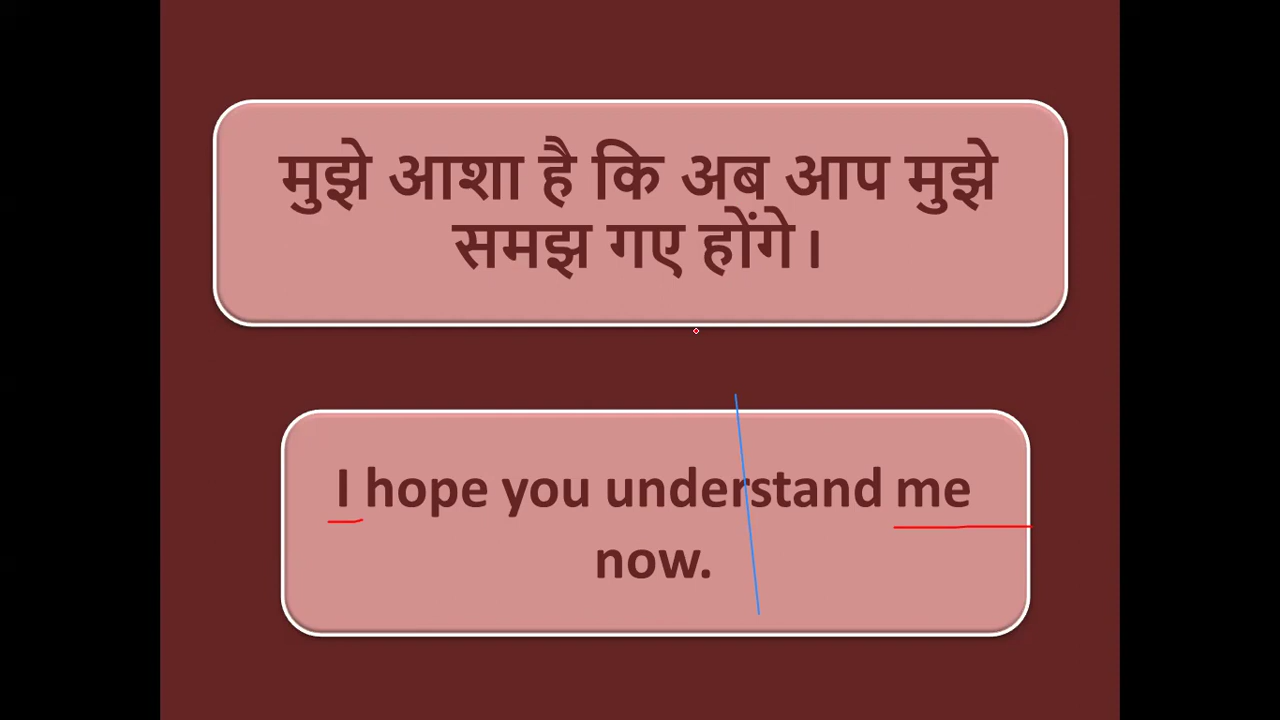 मुझे आशा है कि अब आप मुझे
समझ गए होंगे।
I hope you understand me
now.